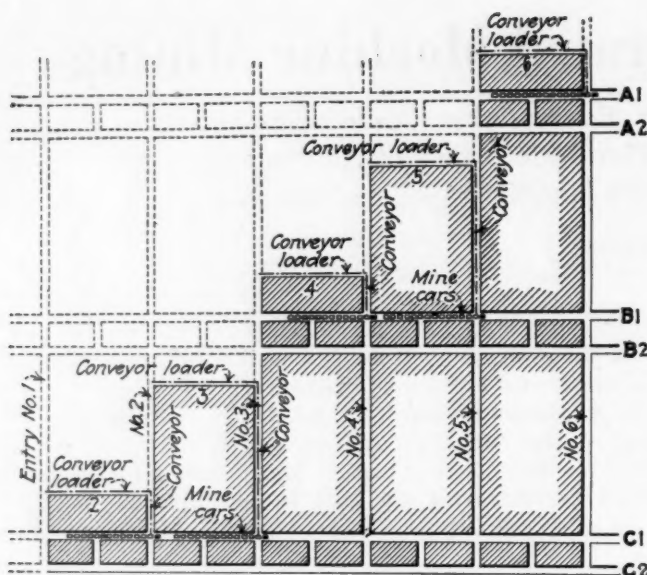 Conveyor
loader
6
A1
A2
Conveyor loader
5
Conveyor
Conveyor
Conveyor
loader
4
Mine
cars
B1
B2
Conveyor loader
3
Entry No.1
No.2
No.3
Conveyor
No.4
No.5
No.6
Conveyor loader
2
Conveyor
Mine
cars
C1
C2